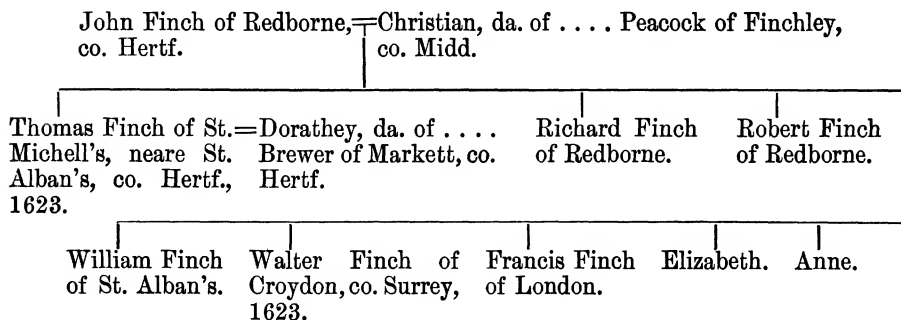 John Finch of Redborne,=Christian, da. of .... Peacock of Finchley,
co. Hertf. co. Midd.
Thomas Finch of St.=Dorathey, da. of .... Richard Finch Robert Finch
Michell's, neare St. Brewer of Markett, co. of Redborne. of Redborne.
Alban's, co. Hertf., Hertf.
1623.
William Finch Walter Finch of Francis Finch Elizabeth. Anne.
of St. Alban's. Croydon, co. Surrey, of London.
1623.